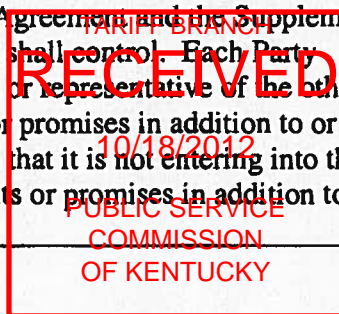 Agreement and the Supplem
TARIFF BRANCH
shall control. Each Party
RECEIVED
or representative of the oth
r promises in addition to or
10/18/2012
that it is not entering into th
ts or promises in addition to
PUBLIC SERVICE
COMMISSION
OF KENTUCKY